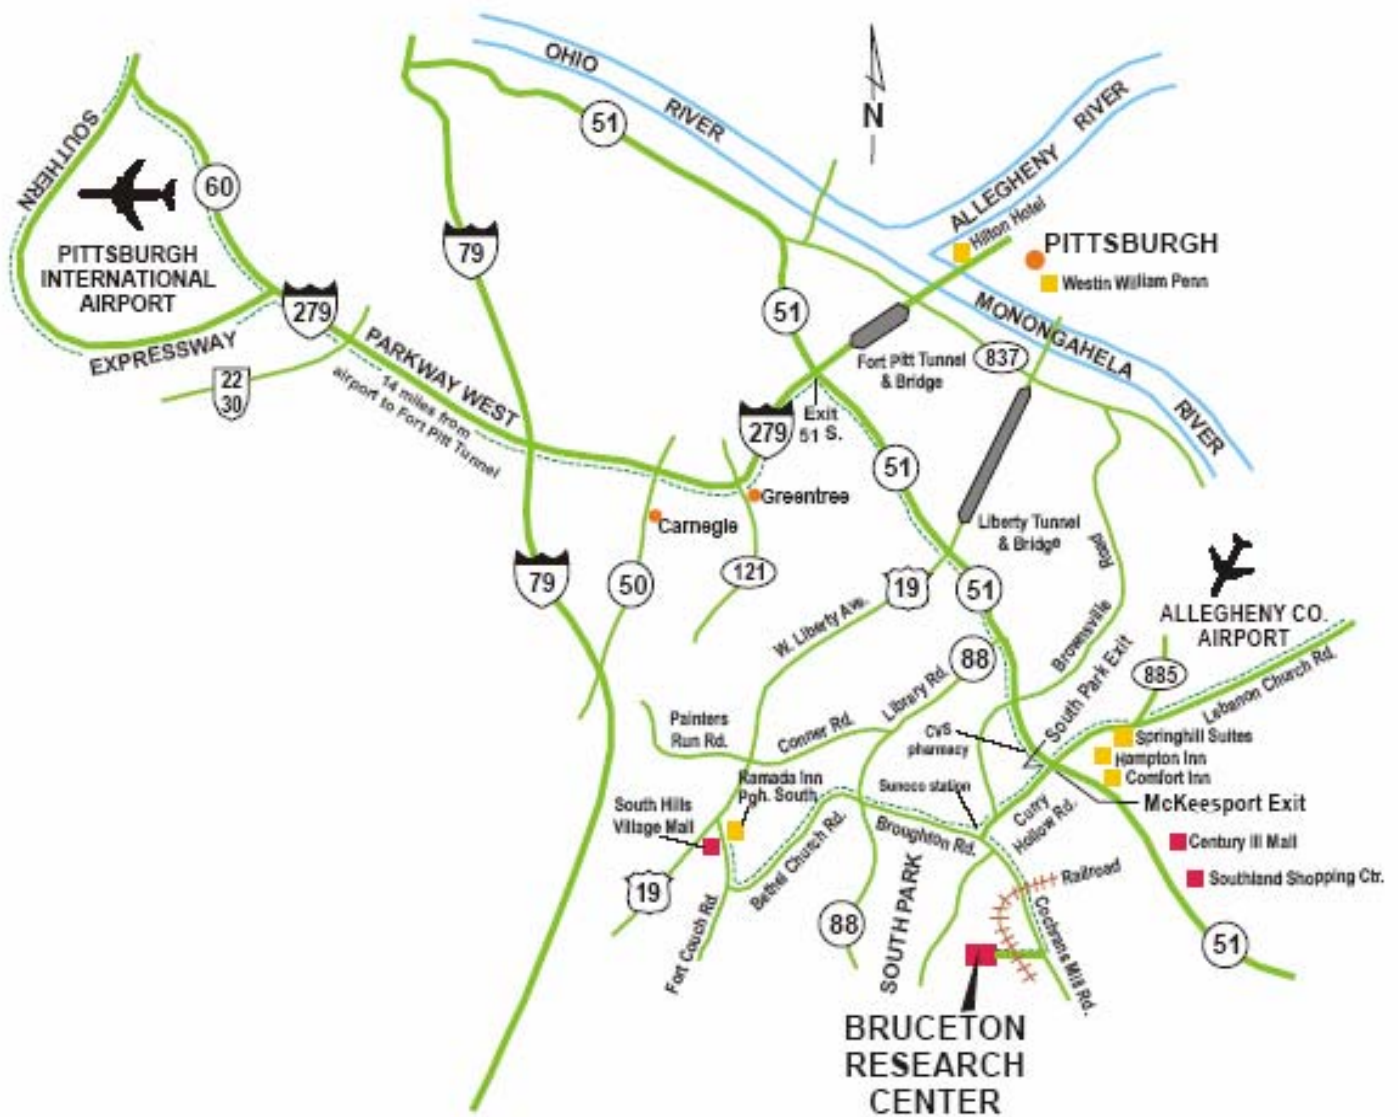 OHIO
RIVER
ALLEGHENY
RIVER
N
51
SOUTHERN
60
PITTSBURGH
INTERNATIONAL
AIRPORT
EXPRESSWAY
79
Hilton Hotel
PITTSBURGH
Westin William Penn
279
PARKWAY WEST
14 miles from
airport to Fort Pitt Tunnel
22
30
51
MONONGAHELA
RIVER
Fort Pitt Tunnel
& Bridge
837
279
Exit
51 S.
51
Greentree
Carnegie
Liberty Tunnel
& Bridge
79
50
121
19
51
Brownsville
Road
ALLEGHENY CO.
AIRPORT
W. Liberty Ave.
88
Library Rd.
South Park Exit
885
Lebanon Church Rd.
Painters
Run Rd.
Conner Rd.
CVS
pharmacy
Springhill Suites
Hampton Inn
Comfort Inn
Ramada Inn
Pgh. South
Sunoco station
McKeesport Exit
South Hills
Village Mall
Curry
Hollow Rd.
Bethel Church Rd.
Broughton Rd.
Century III Mall
Southland Shopping Ctr.
19
Fort Couch Rd.
88
SOUTH PARK
Railroad
Cochrans Mill Rd.
51
BRUCETON
RESEARCH
CENTER